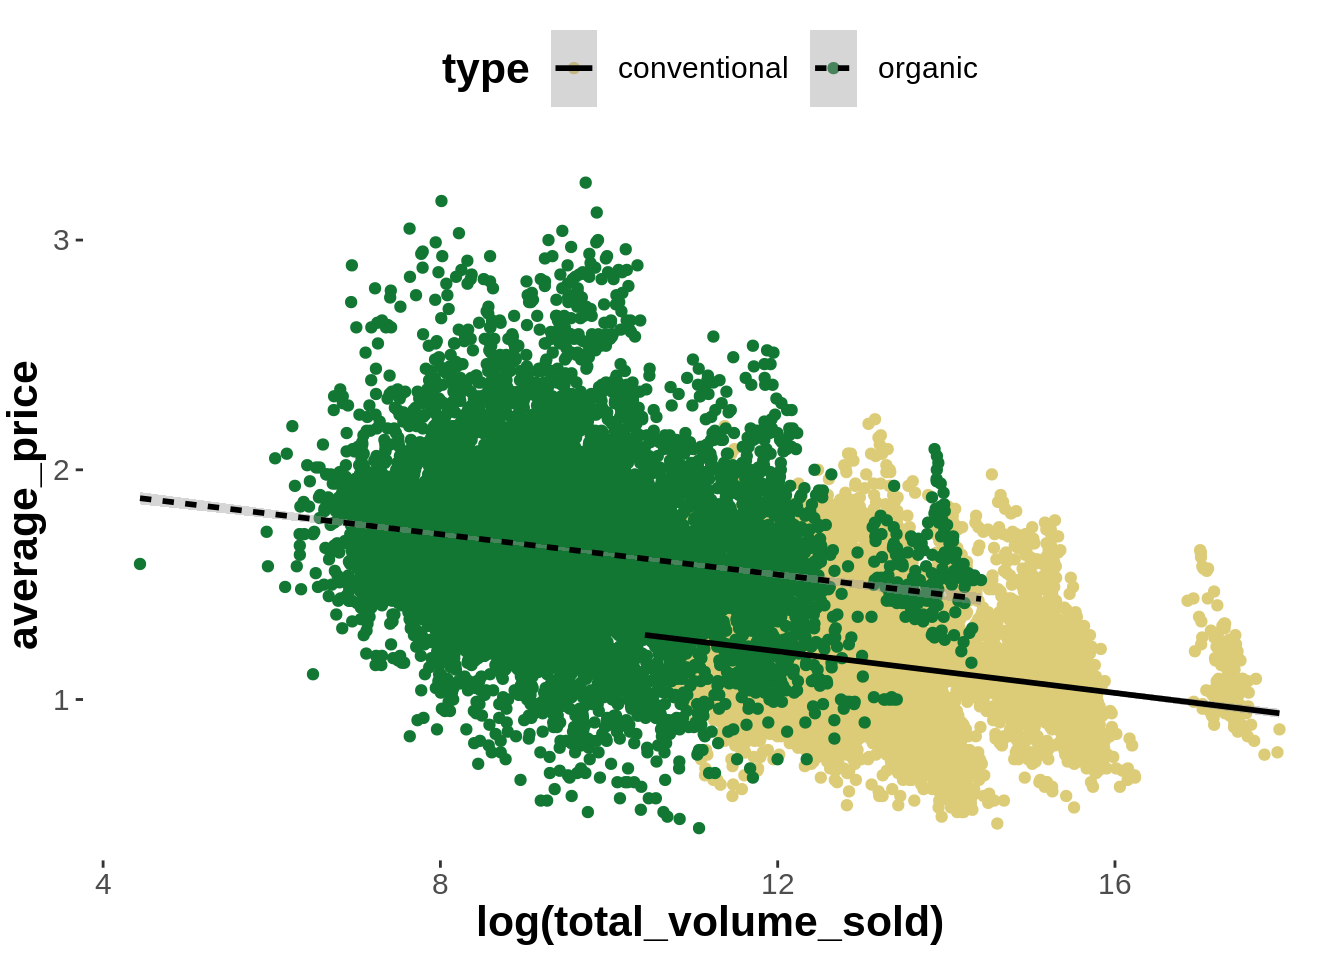 type conventional organic
3
2
1
average_price
4 8 12 16
log(total_volume_sold)